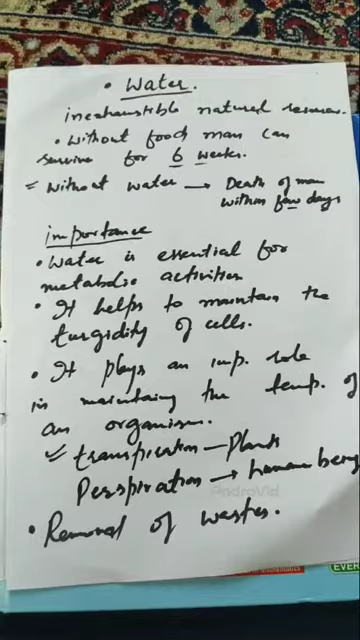 • Water.
inexhaustible natural
• Without food man can
survive for 6 weeks.
Without water → Death of man
within few days
importance
• Water is essential for
metabolic activities
• It helps to maintain the
turgidity of cells.
• It plays an imp. role
in maintaining the temp. of
an organism.
✓ transpiration – Plants
Perspiration → human being
AndroVid
• Removal of wastes.
EVER